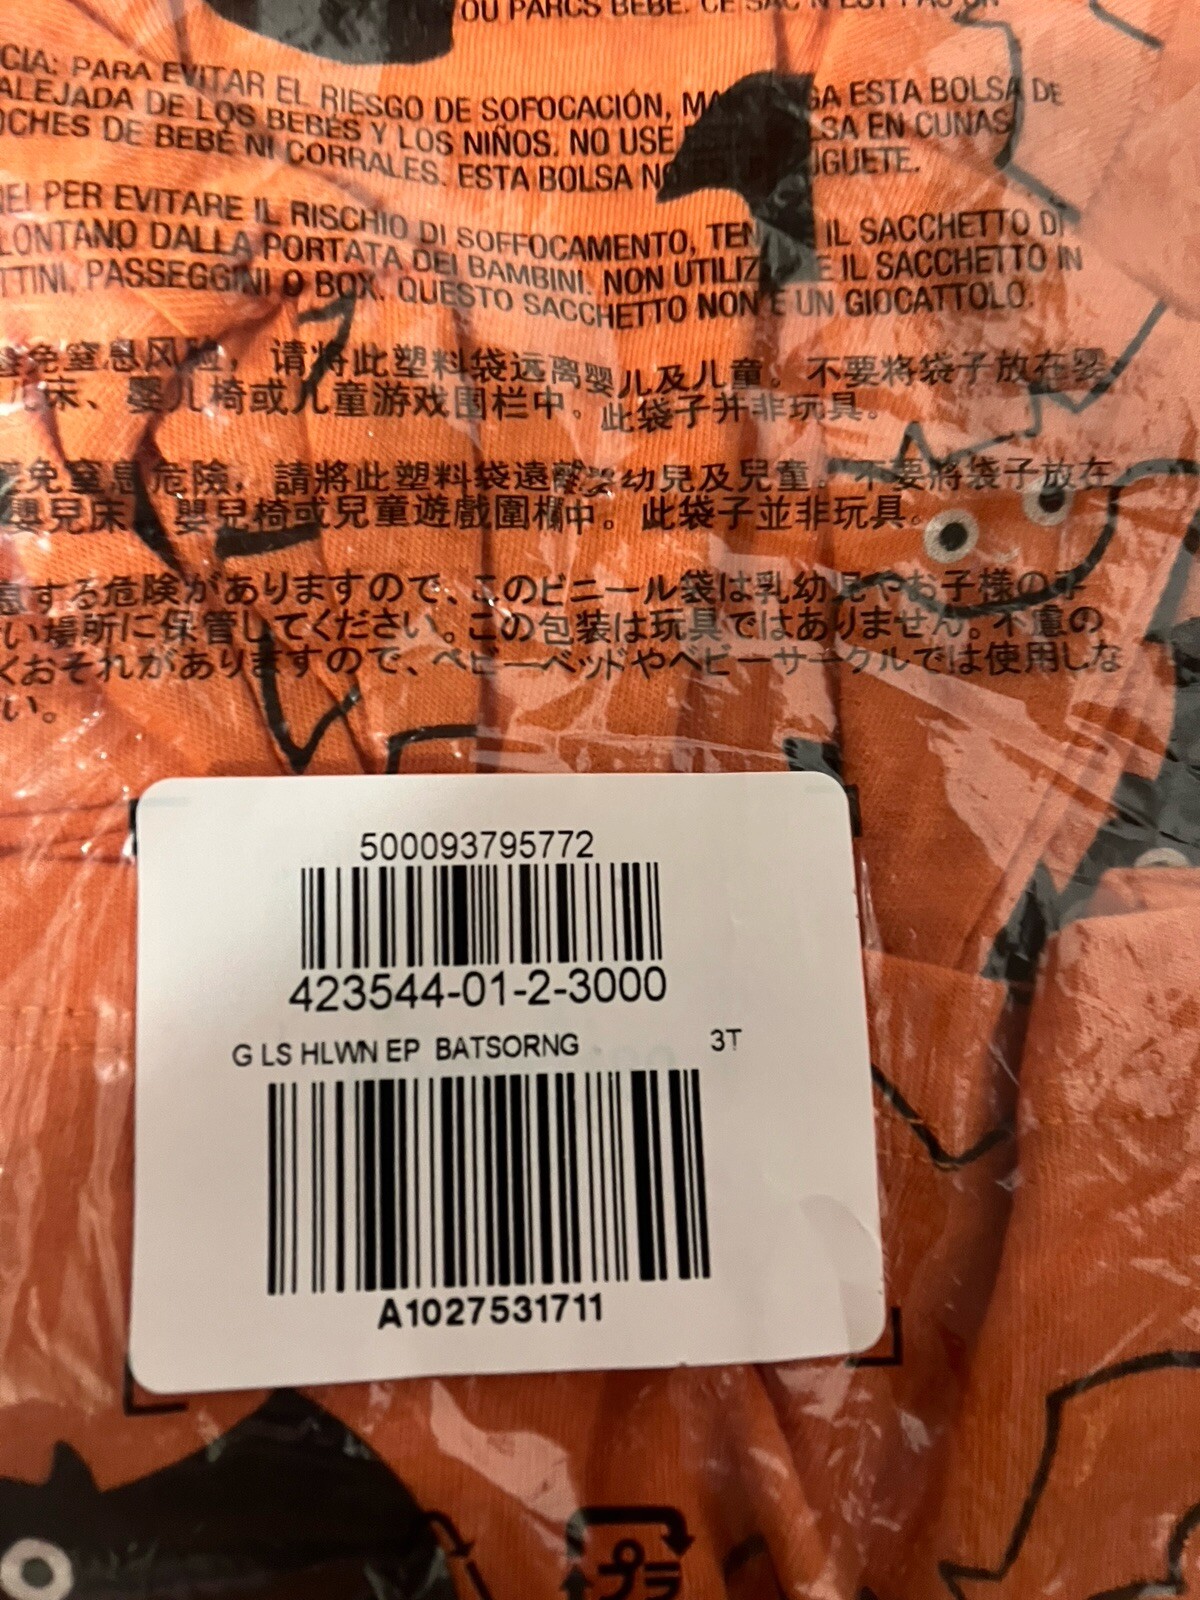 OU PARCS BÉBÉ. CE SAC N'EST PAS UN
CIA: PARA EVITAR EL RIESGO DE SOFOCACIÓN, ESTA BOLSA DE
ALEJADA DE LOS BEBÉS Y LOS NIÑOS. NO USE EN CUNAS,
OCHES DE BEBÉ NI CORRALES. ESTA BOLSA
PER EVITARE IL RISCHIO DI SOFFOCAMENTO, TEN IL SACCHETTO DI
LONTANO DALLA PORTATA DEI BAMBINI. NON UTILIZ E IL SACCHETTO IN
TTINI, PASSEGGINI O BOX. QUESTO SACCHETTO NON È UN GIOCATTOLO.
免窒息风险，请将此塑料袋远离婴儿及儿童。不要将袋子放在婴
儿床、婴儿椅或儿童游戏围栏中。此袋子并非玩具。
免窒息危險，請將此塑料袋遠離嬰幼兒及兒童。不要將袋子放在
嬰兒床、嬰兒椅或兒童遊戲圍欄中。此袋子並非玩具。
息する危険がありますので、このビニール袋は乳幼児やお子様の手
い場所に保管してください。この包装は玩具ではありません。不慮の
くおそれがありますので、ベビーベッドやベビーサークルでは使用しな
い。
500093795772
423544-01-2-3000
G LS HLWN EP BATSORNG 3T
A1027531711
プラ